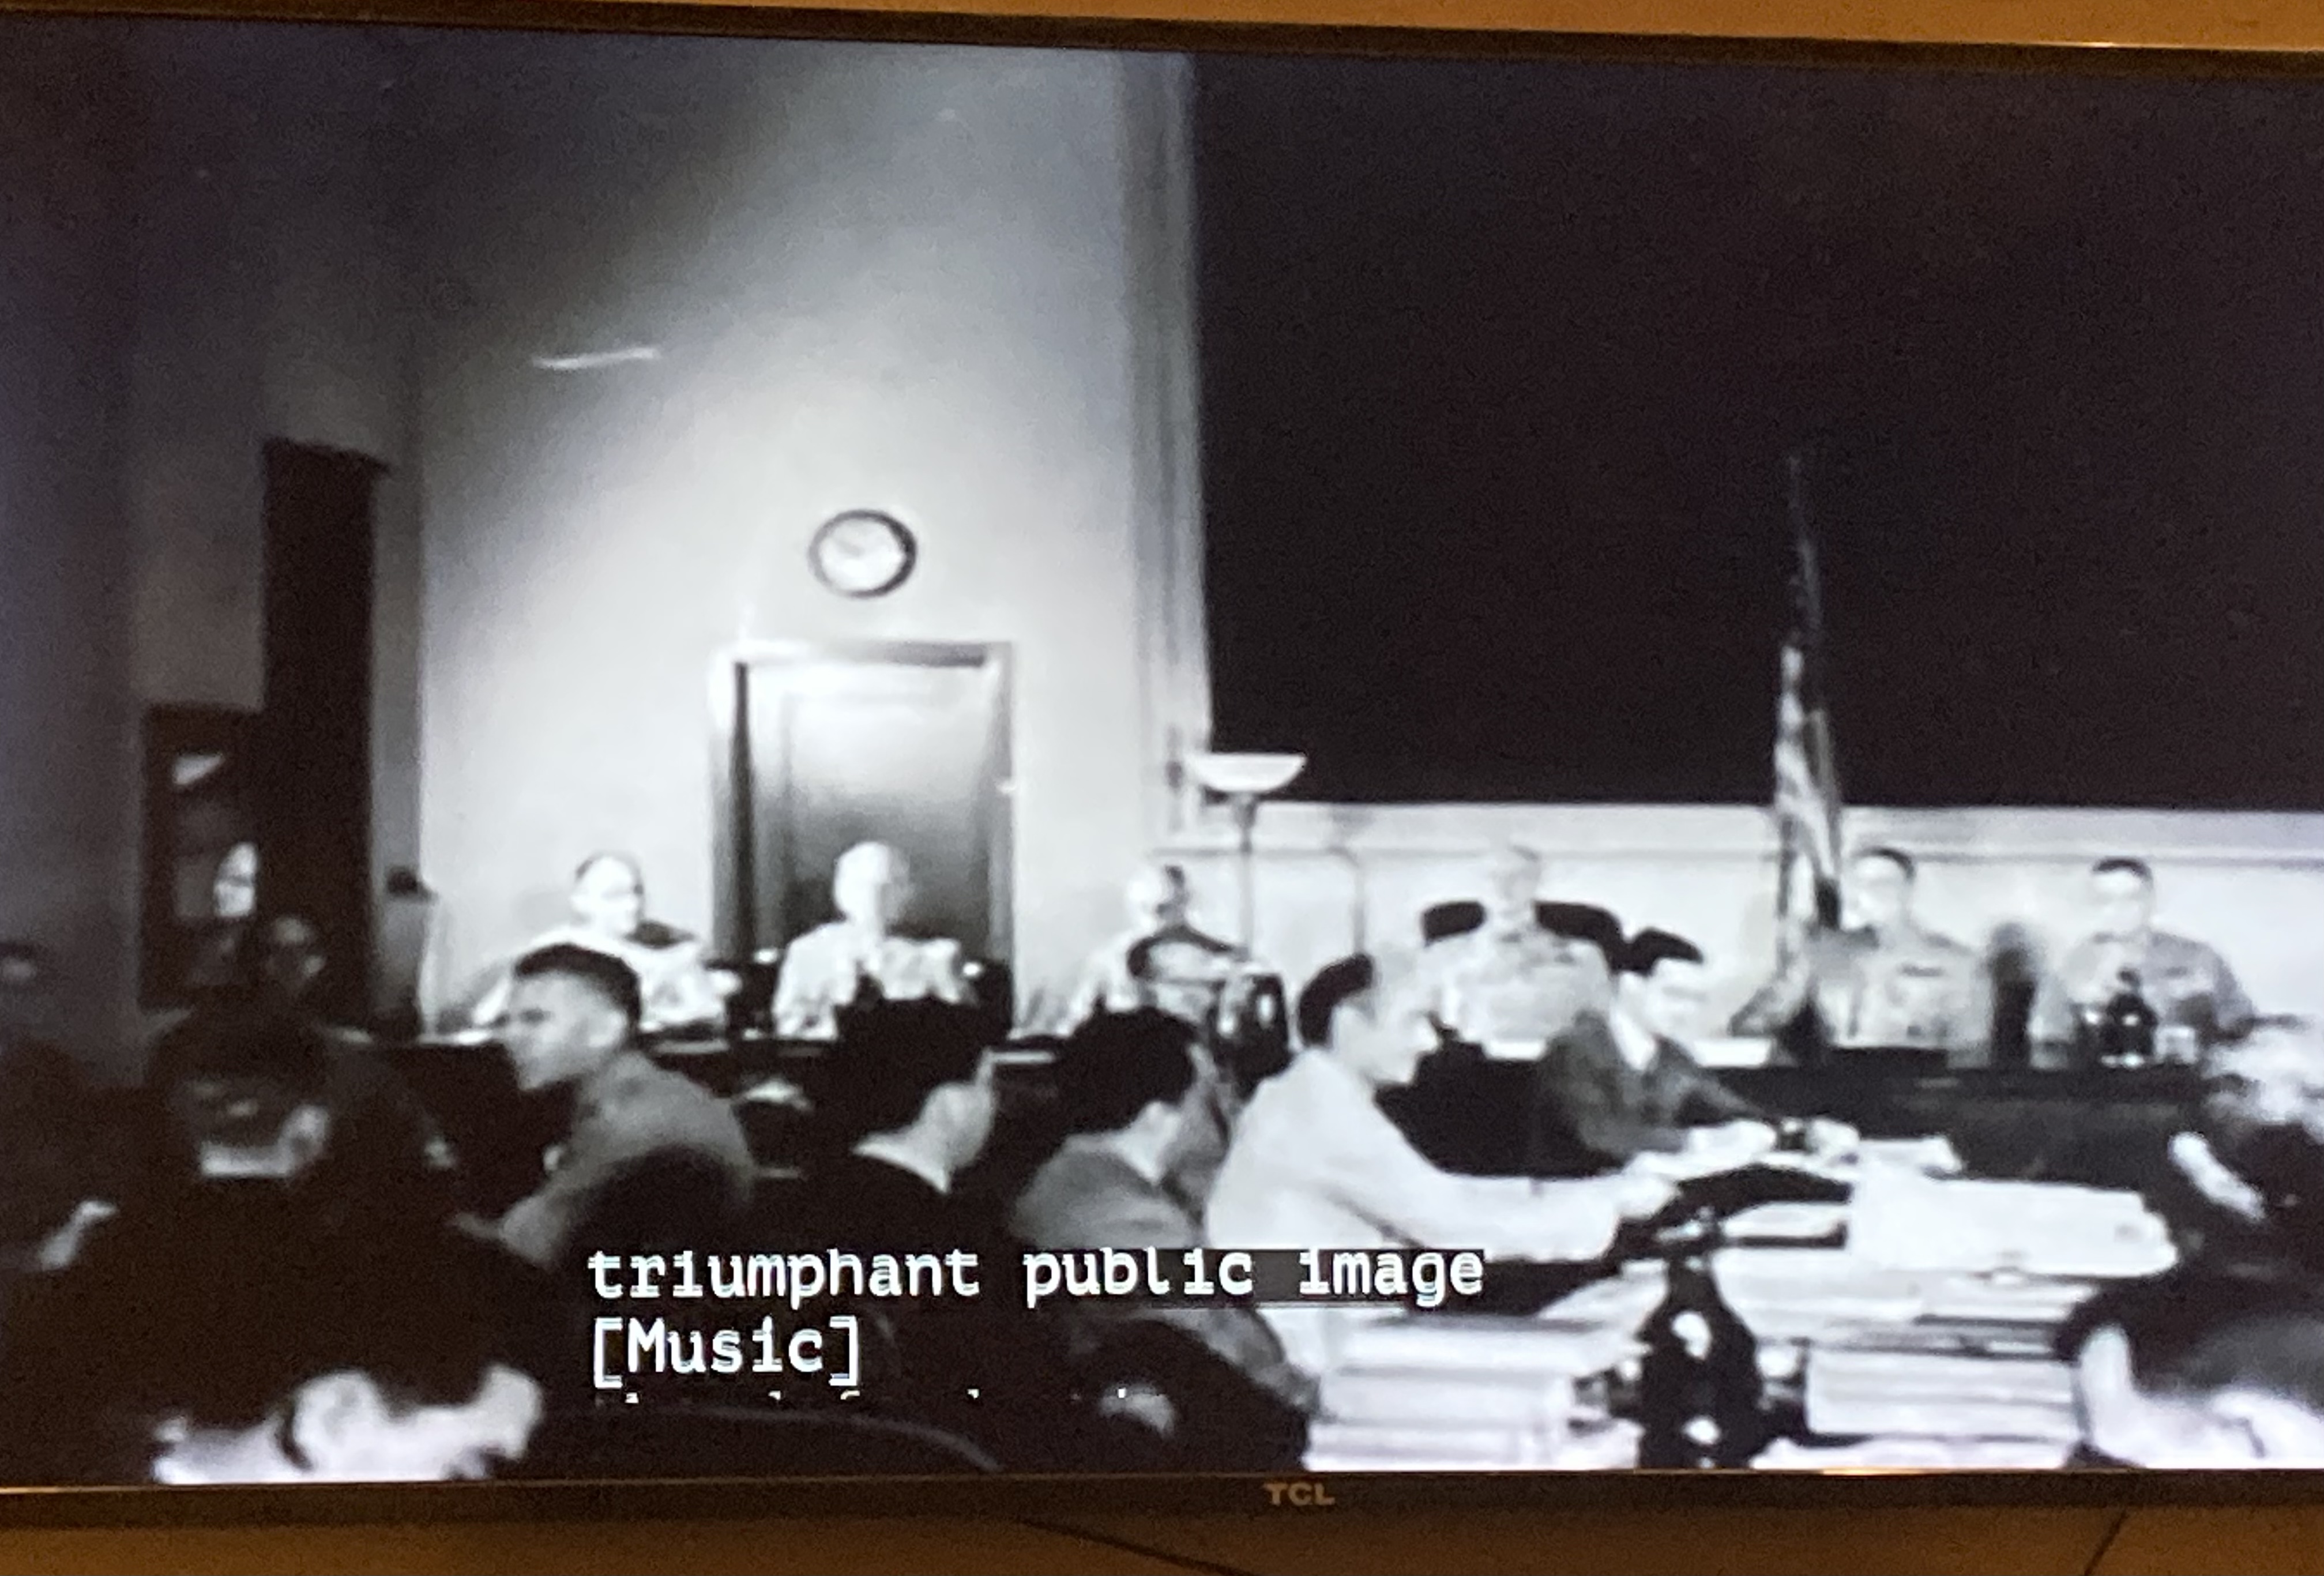 triumphant public image
[Music]
TCL